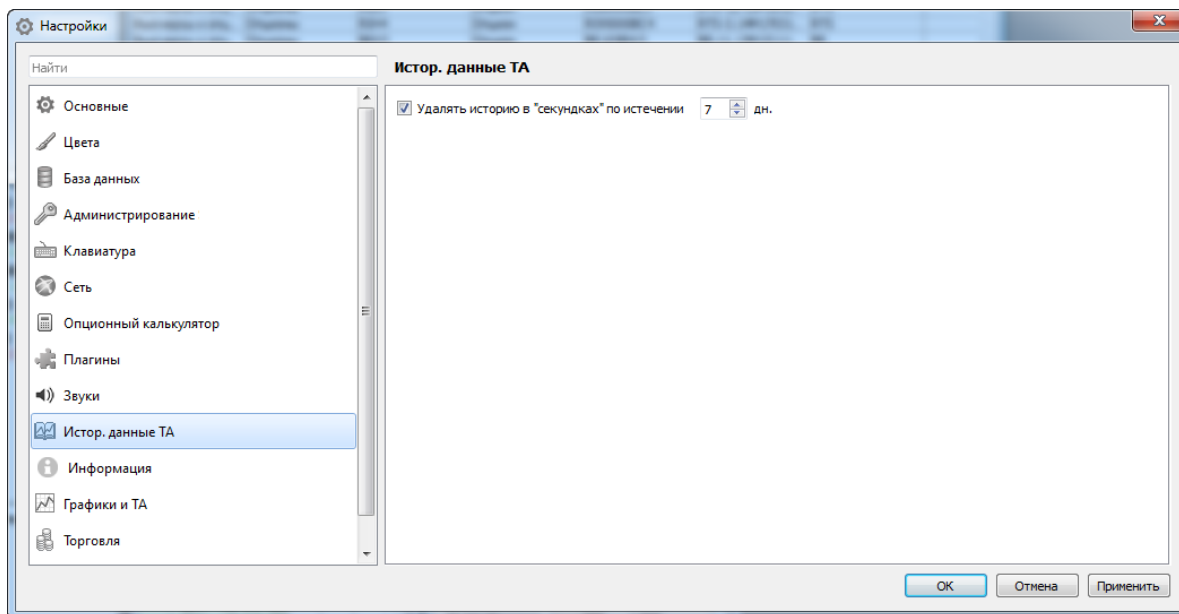 Настройки
Найти
Основные
Цвета
База данных
Администрирование
Клавиатура
Сеть
Опционный калькулятор
Плагины
Звуки
Истор. данные ТА
Информация
Графики и ТА
Торговля
Истор. данные ТА
Удалять историю в "секундках" по истечении 7 дн.
ОК Отмена Применить